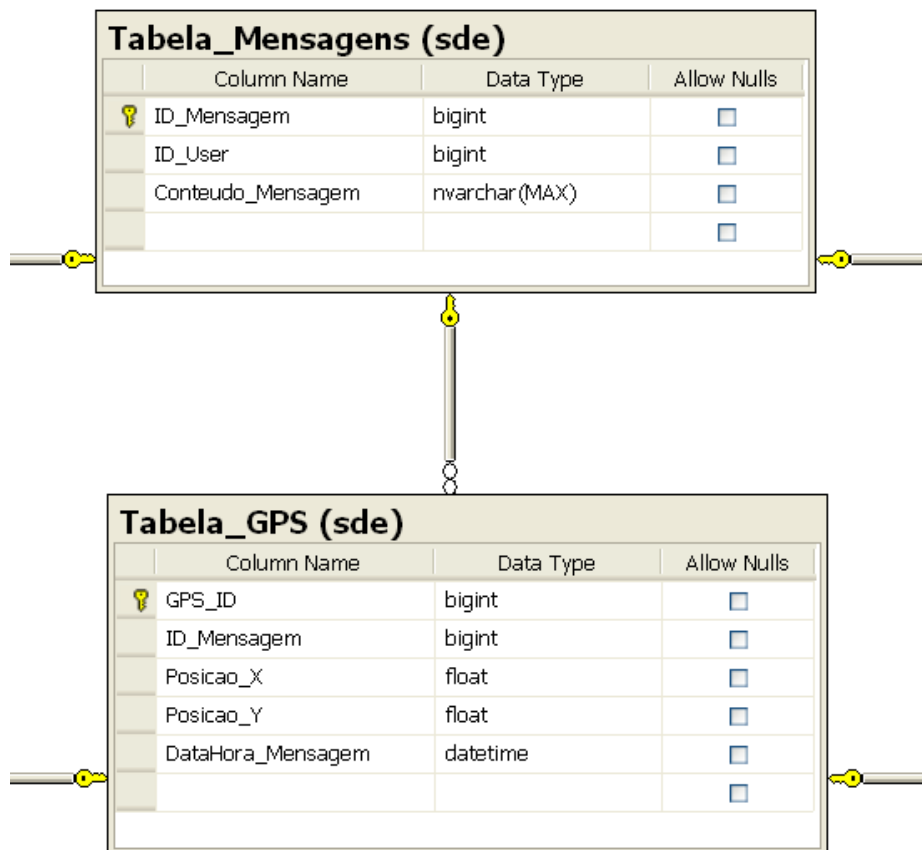 Tabela_Mensagens (sde)
Column Name Data Type Allow Nulls
ID_Mensagem bigint
ID_User bigint
Conteudo_Mensagem nvarchar(MAX)
Tabela_GPS (sde)
Column Name Data Type Allow Nulls
GPS_ID bigint
ID_Mensagem bigint
Posicao_X float
Posicao_Y float
DataHora_Mensagem datetime